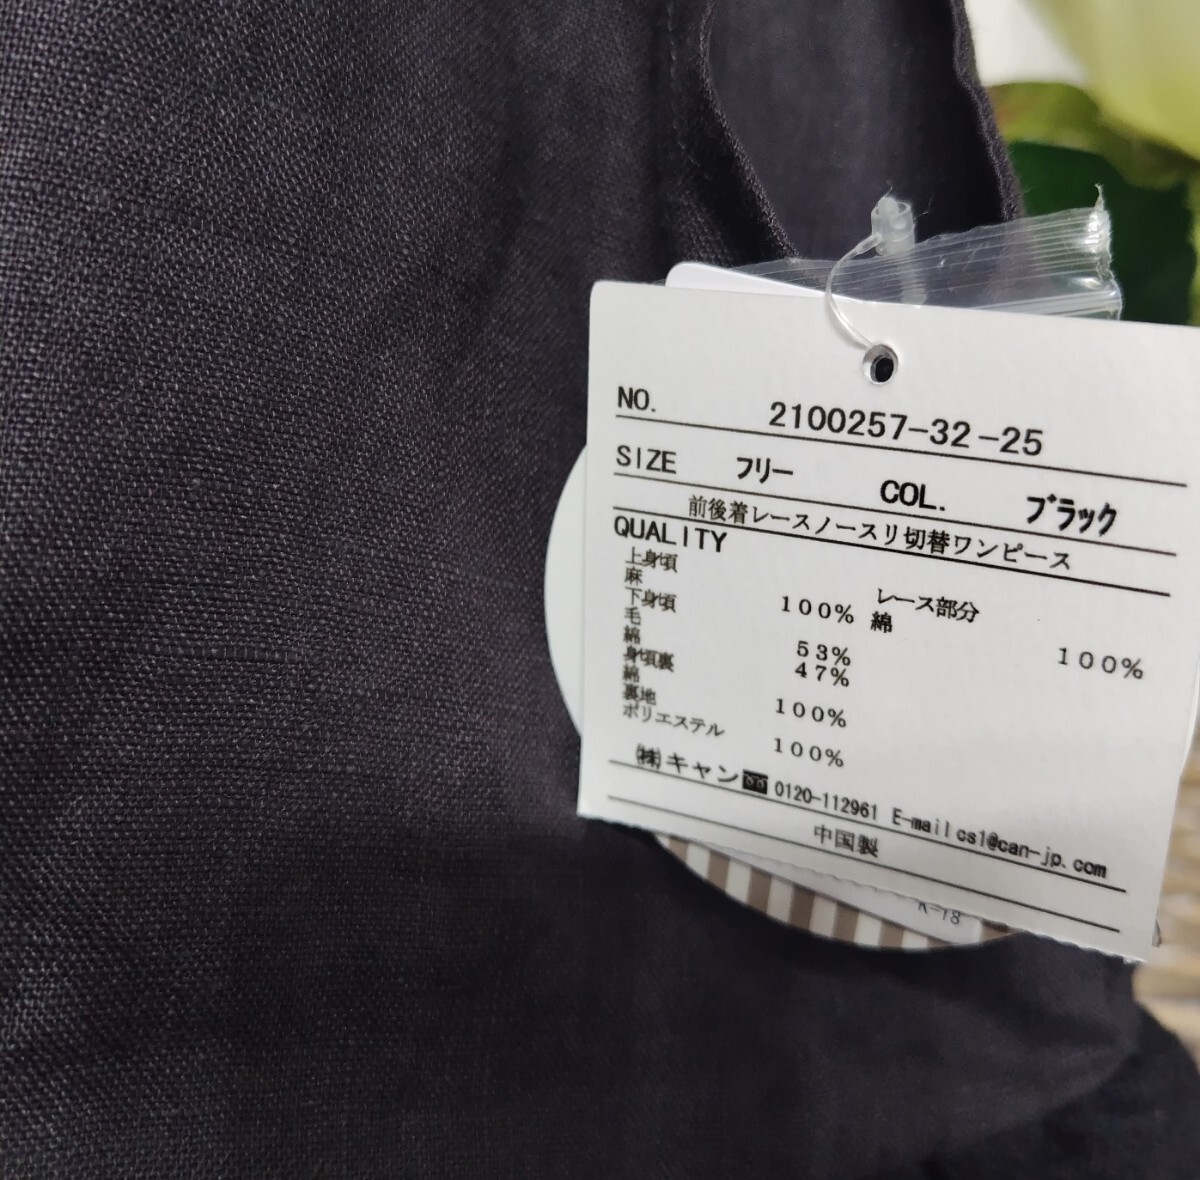 NO. 2100257-32-25
SIZE フリー COL. ブラック
前後着レースノースリ切替ワンピース
QUALITY
上身頃 レース部分
麻 100% 綿 100%
下身頃
毛 53%
綿 47%
身頃裏
綿 100%
裏地
ポリエステル 100%
㈱キャン 0120-112961 E-mail cs1@can-jp.com
中国製
K-18